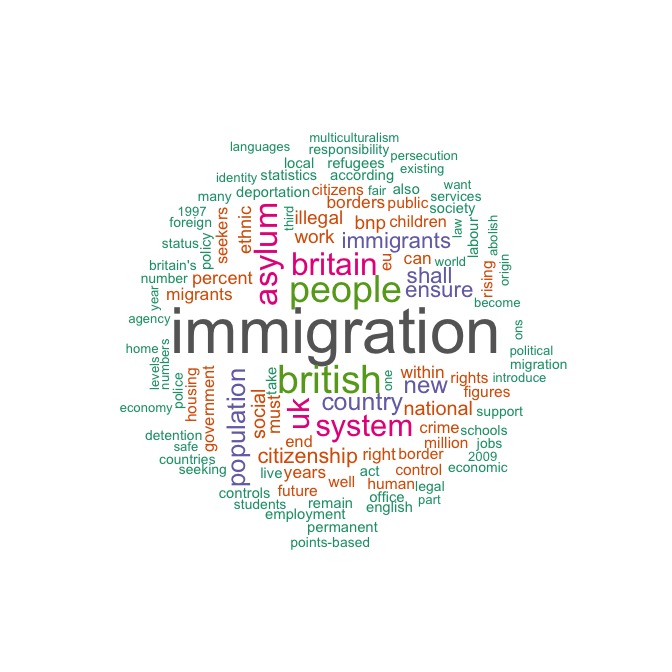 multiculturalism
languages
responsibility
persecution
local
refugees
existing
identity
statistics
according
want
many
deportation
citizens
fair
also
services
borders
public
society
1997
foreign
seekers
ethnic
asylum
third
illegal
bnp
children
law
labour
abolish
status
policy
work
immigrants
britain's
britain
eu
can
world
origin
number
percent
people
shall
rising
year
migrants
ensure
become
agency
immigration
ons
home
levels
numbers
political
migration
police
housing
government
population
take
british
one
within
new
rights
introduce
economy
social
must
uk
country
national
figures
support
system
crime
schools
detention
safe
end
million
jobs
countries
citizenship
right
border
2009
seeking
live
years
act
control
economic
controls
future
well
human
legal
students
remain
office
part
employment
english
permanent
points-based